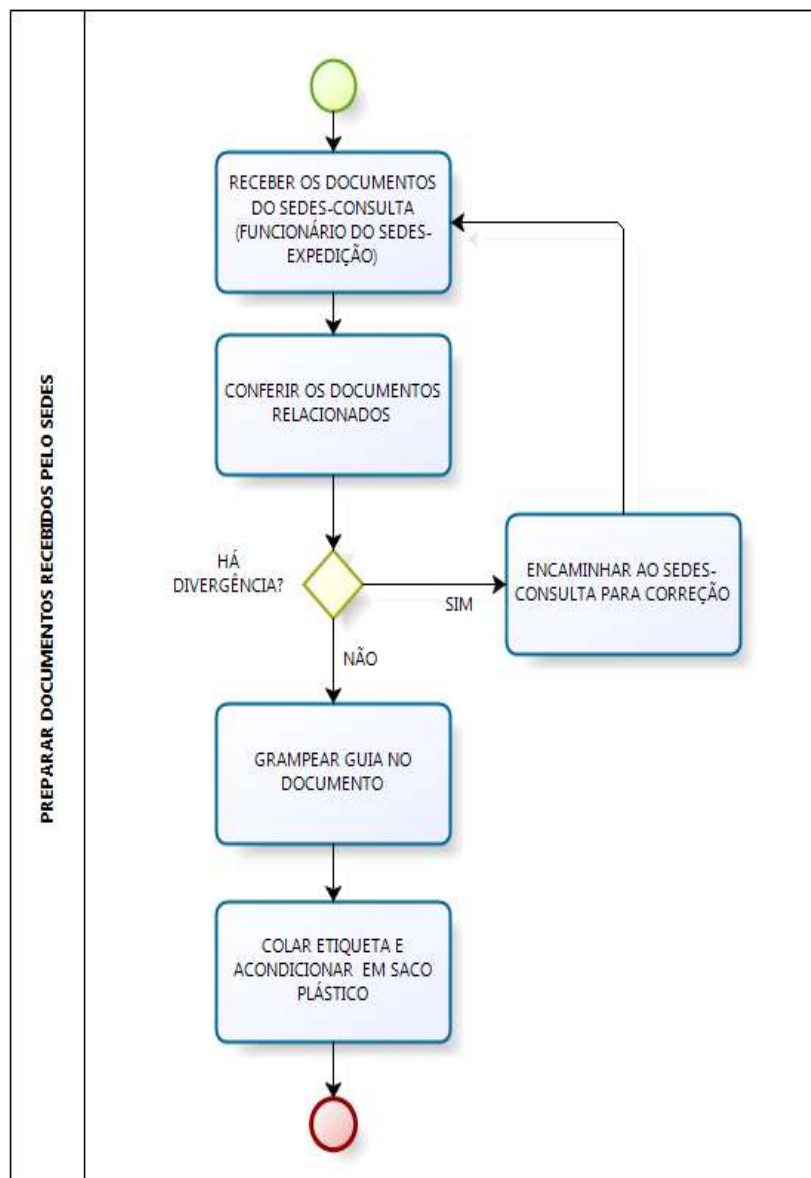 PREPARAR DOCUMENTOS RECEBIDOS PELO SEDES
RECEBER OS DOCUMENTOS
DO SEDES-CONSULTA
(FUNCIONÁRIO DO SEDES-
EXPEDIÇÃO)
CONFERIR OS DOCUMENTOS
RELACIONADOS
HÁ
DIVERGÊNCIA?
SIM
ENCAMINHAR AO SEDES-
CONSULTA PARA CORREÇÃO
NÃO
GRAMPEAR GUIA NO
DOCUMENTO
COLAR ETIQUETA E
ACONDICIONAR EM SACO
PLÁSTICO